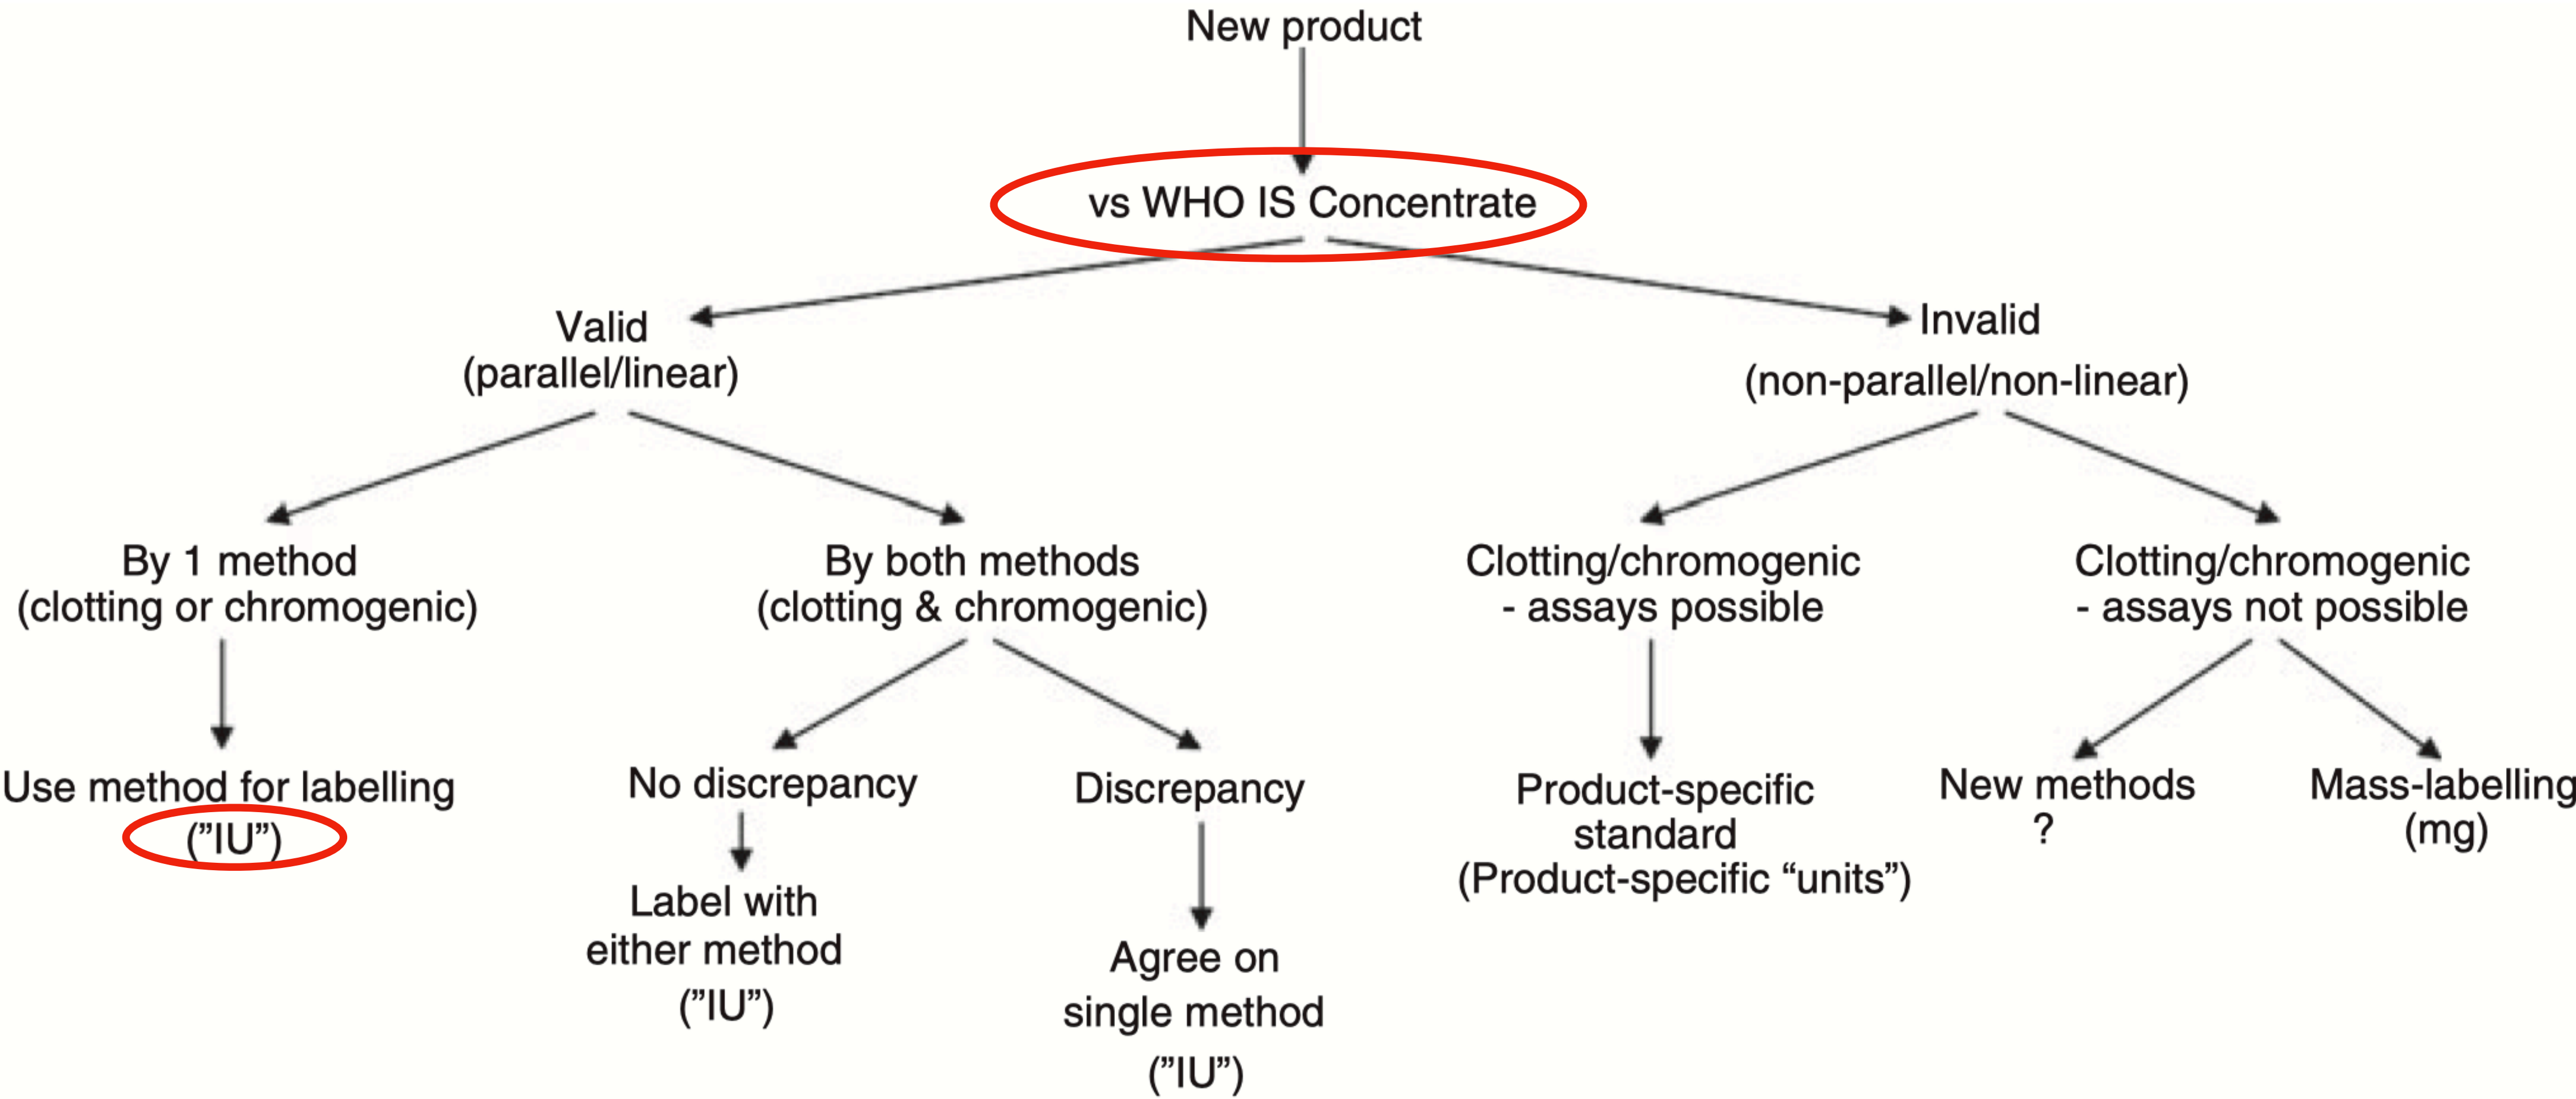 New product
vs WHO IS Concentrate
Valid
(parallel/linear)
Invalid
(non-parallel/non-linear)
By 1 method
(clotting or chromogenic)
By both methods
(clotting & chromogenic)
Clotting/chromogenic
- assays possible
Clotting/chromogenic
- assays not possible
Use method for labelling
(”IU”)
No discrepancy
Label with
either method
(”IU”)
Discrepancy
Agree on
single method
(”IU”)
Product-specific
standard
(Product-specific “units”)
New methods
?
Mass-labelling
(mg)